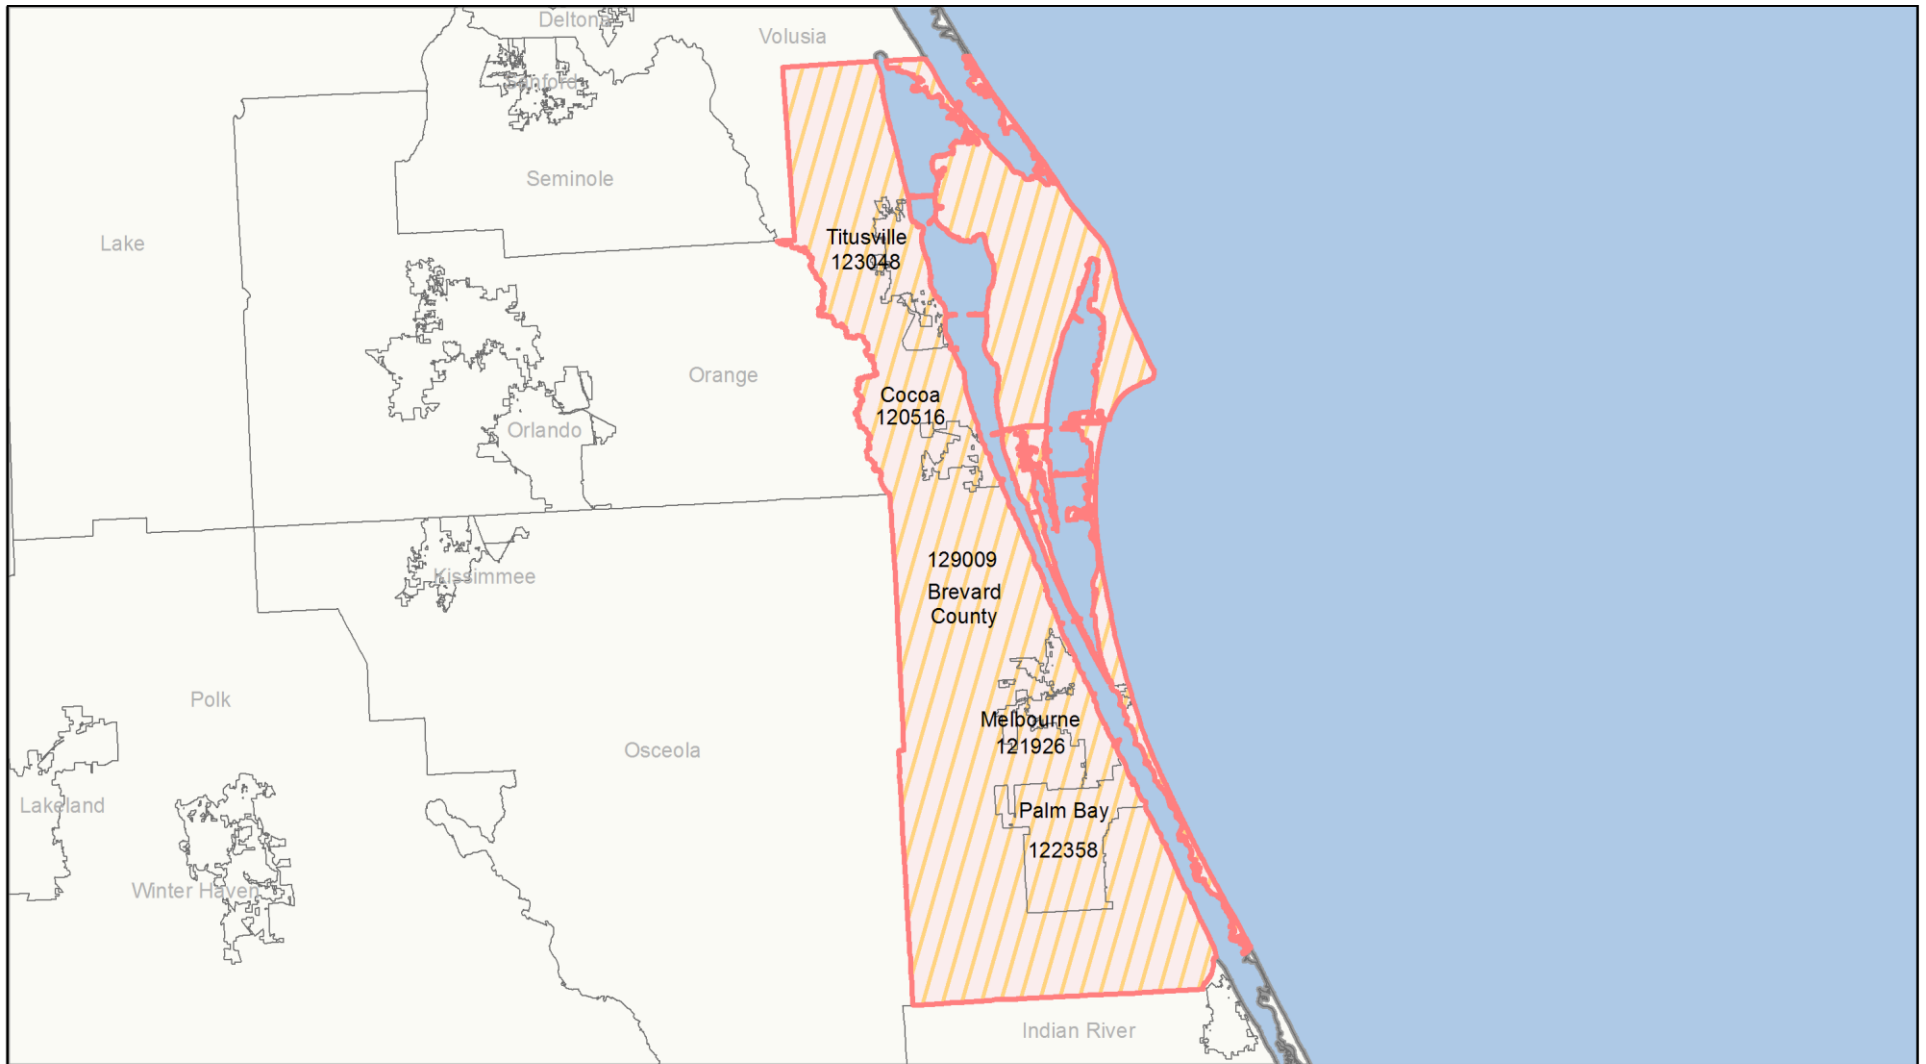 Deltona
Volusia
Sanford
Seminole
Lake
Titusville
123048
Orange
Cocoa
120516
Orlando
129009
Kissimmee
Brevard
County
Polk
Melbourne
121926
Osceola
Lakeland
Palm Bay
122358
Winter Haven
Indian River